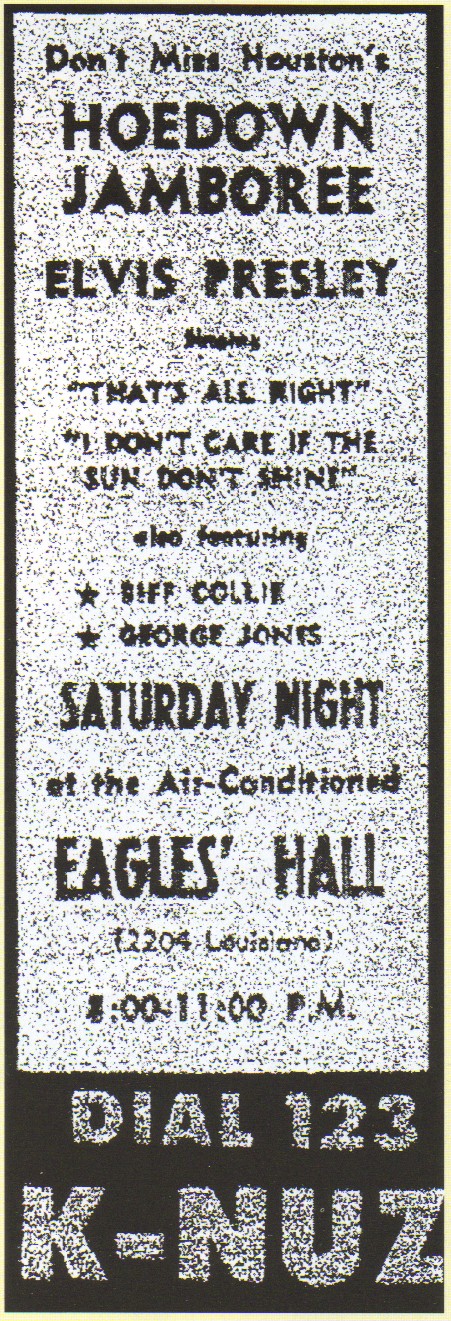 Don't Miss Houston's
HOEDOWN
JAMBOREE
ELVIS PRESLEY
Singing
"THAT'S ALL RIGHT"
"I DON'T CARE IF THE
SUN DON'T SHINE"
also featuring
★ BIFF COLLIE
★ GEORGE JONES
SATURDAY NIGHT
at the Air-Conditioned
EAGLES' HALL
(2204 Louisiana)
8:00-11:00 P.M.
DIAL 123
K-NUZ